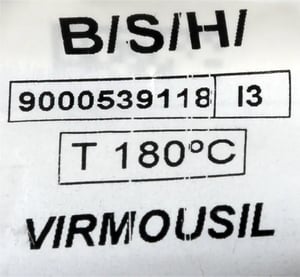 B/S/H/
9000539118 I3
T 180°C
VIRMOUSIL